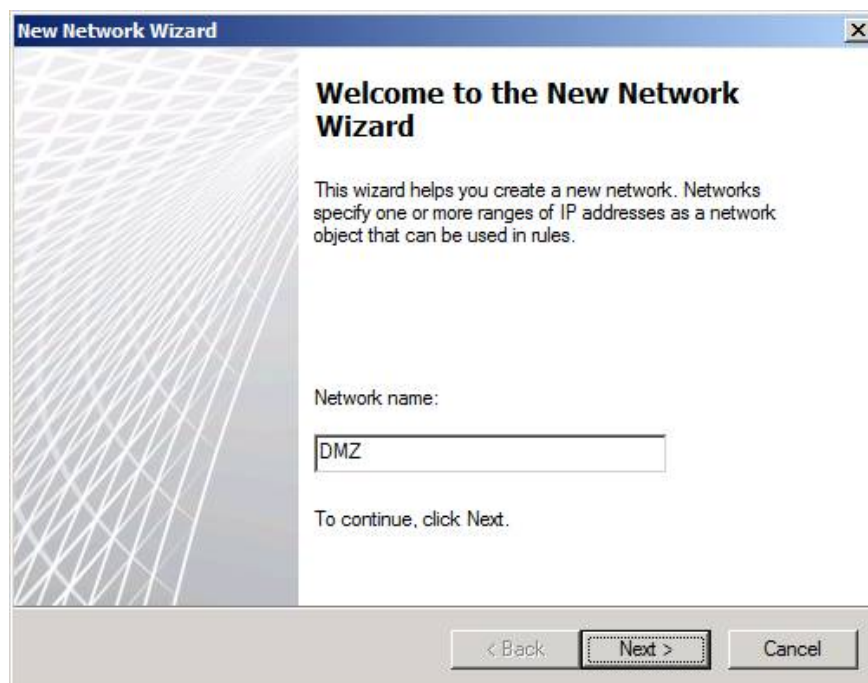 New Network Wizard
Welcome to the New Network
Wizard
This wizard helps you create a new network. Networks
specify one or more ranges of IP addresses as a network
object that can be used in rules.
Network name:
DMZ
To continue, click Next.
< Back
Next >
Cancel